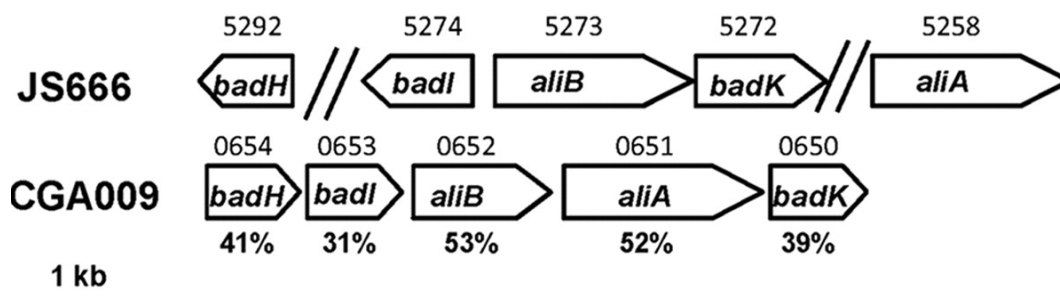 5292 5274 5273 5272 5258
JS666 badH badI aliB badK aliA
0654 0653 0652 0651 0650
CGA009 badH badI aliB aliA badK
41% 31% 53% 52% 39%
1 kb